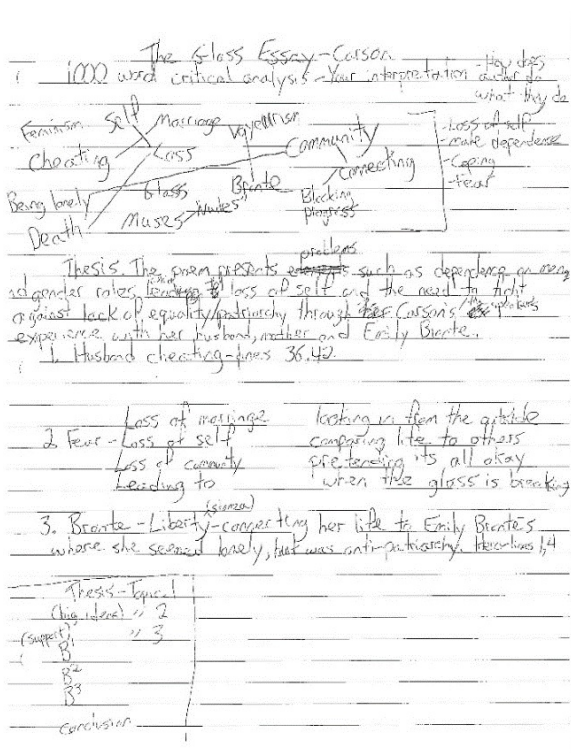 The Glass Essay - Carson
1000 word critical analysis - Your interpretation
- How does
author do
what they do
Feminism Self Marriage Voyeurism Community
Cheating Loss Connecting
Being lonely Glass Bronte Blocking
progress
Death Muses "Nudes"
- Loss of self
- male dependence
- Coping
- Fear
problems
Thesis. The poem presents such as dependence on men,
gender roles, leading to loss of self and the need to fight
against lack of equality/patriarchy through Carson's speakers
experience with her husband, mother and Emily Bronte.
1. Husband cheating - lines 36.42.
Loss of marriage looking in from the outside
2. Fear - Loss of self comparing life to others
Loss of community pretending its all okay
Leading to when the glass is breaking
(stanza)
3. Bronte - Liberty - connecting her life to Emily Bronte's
where she seemed lonely, but was anti-patriarchy. lines 1,4
Thesis - Topical
(big ideas) " 2
(support) " 3
B
B²
B³
conclusion